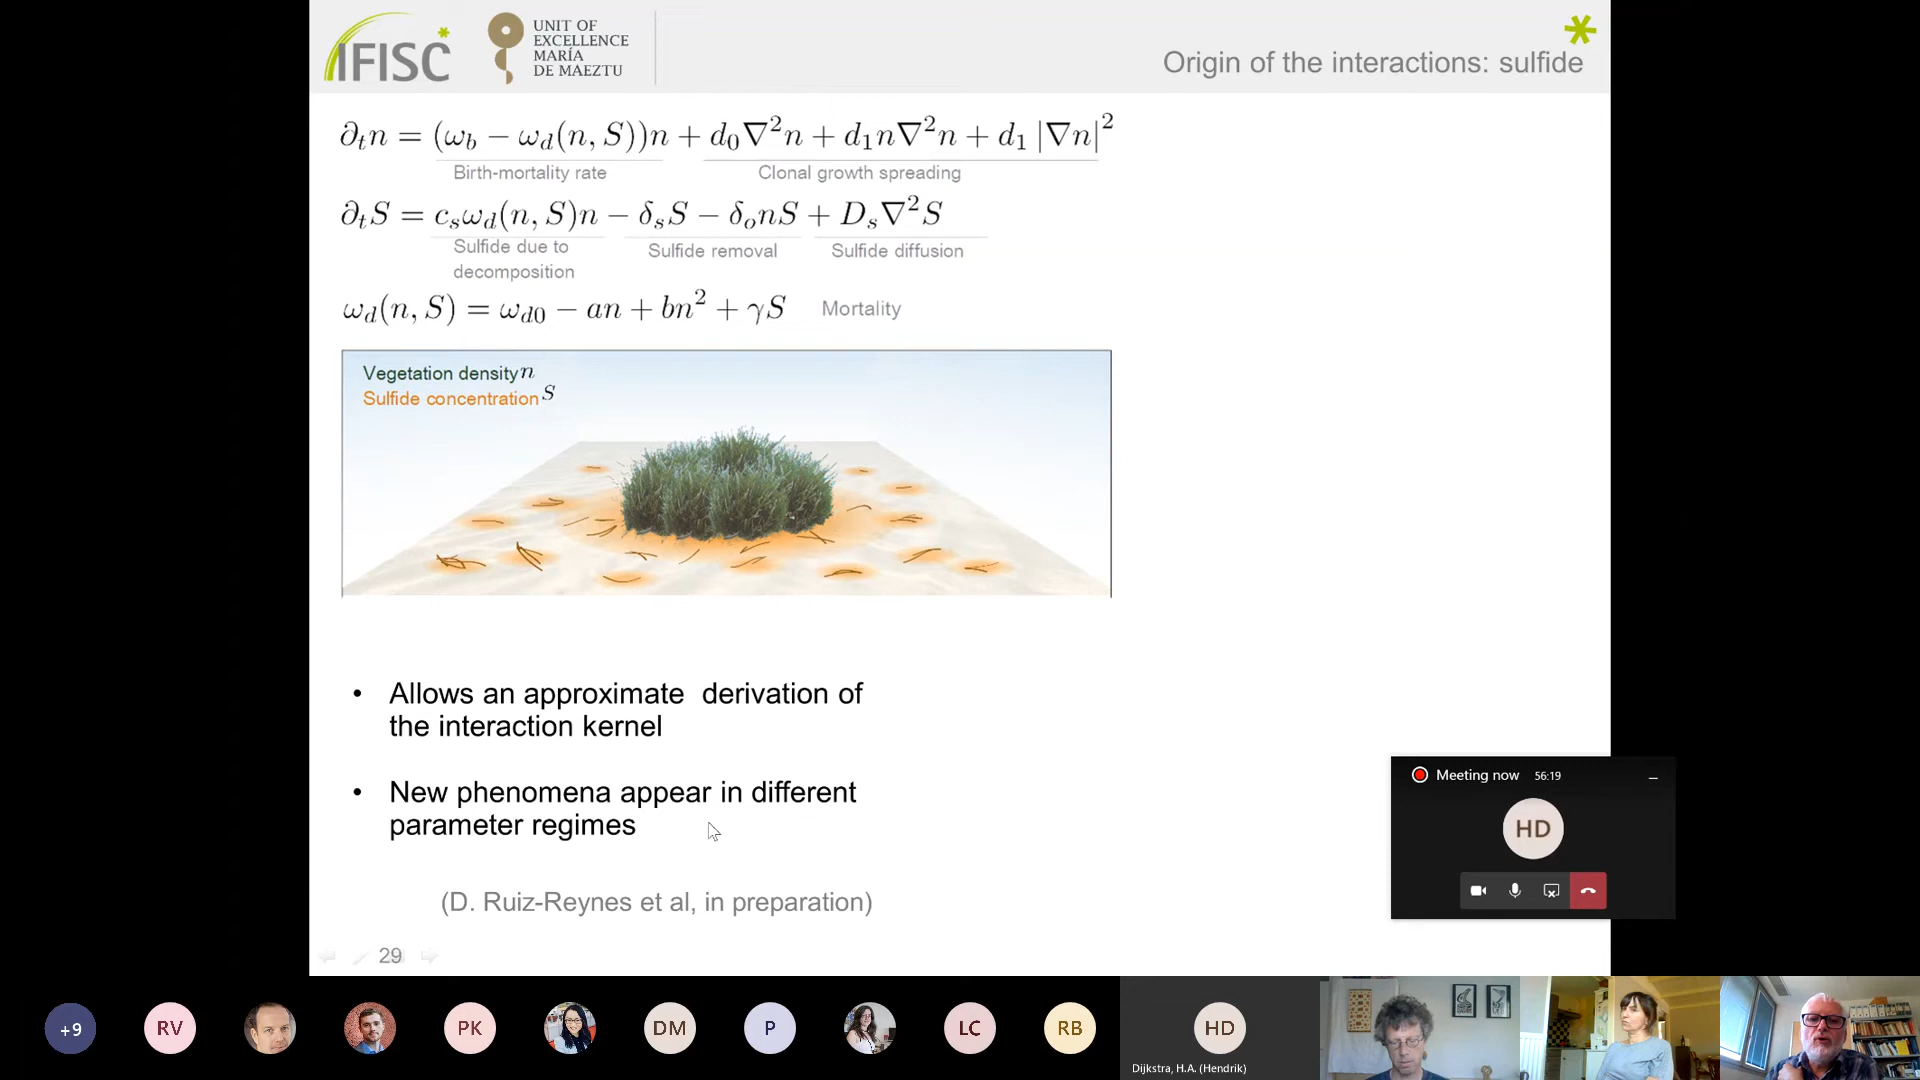 IFISC
UNIT OF
EXCELLENCE
MARÍA
DE MAEZTU
Origin of the interactions: sulfide
∂ₜn = (ω_b − ω_d(n, S))n + d₀∇²n + d₁n∇²n + d₁ |∇n|²
Birth-mortality rate Clonal growth spreading
∂ₜS = c_sω_d(n, S)n − δ_sS − δ_onS + D_s∇²S
Sulfide due to
decomposition
Sulfide removal Sulfide diffusion
ω_d(n, S) = ω_d0 − an + bn² + γS Mortality
Vegetation density n
Sulfide concentration S
• Allows an approximate derivation of
the interaction kernel
• New phenomena appear in different
parameter regimes
(D. Ruiz-Reynes et al, in preparation)
29
Meeting now 56:19
HD
+9 RV PK DM P LC RB HD
Dijkstra, H.A. (Hendrik)